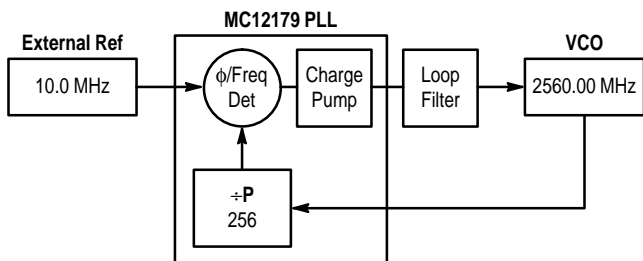 MC12179 PLL
External Ref
VCO
10.0 MHz
ϕ/Freq
Det
Charge
Pump
Loop
Filter
2560.00 MHz
÷P
256